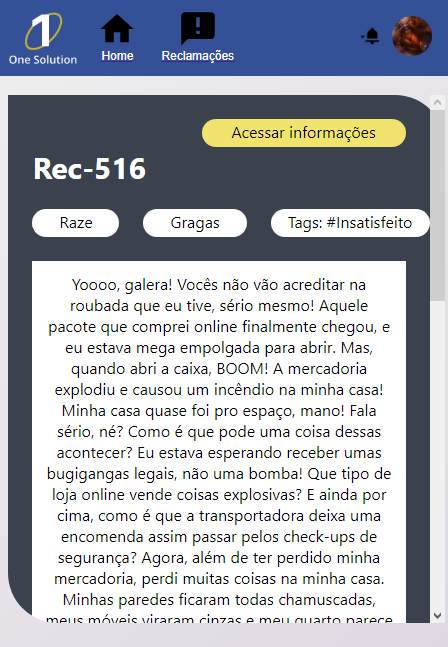 1
One Solution
Home
Reclamações
Acessar informações
Rec-516
Raze
Gragas
Tags: #Insatisfeito
Yoooo, galera! Vocês não vão acreditar na
roubada que eu tive, sério mesmo! Aquele
pacote que comprei online finalmente chegou, e
eu estava mega empolgada para abrir. Mas,
quando abri a caixa, BOOM! A mercadoria
explodiu e causou um incêndio na minha casa!
Minha casa quase foi pro espaço, mano! Fala
sério, né? Como é que pode uma coisa dessas
acontecer? Eu estava esperando receber umas
bugigangas legais, não uma bomba! Que tipo de
loja online vende coisas explosivas? E ainda por
cima, como é que a transportadora deixa uma
encomenda assim passar pelos check-ups de
segurança? Agora, além de ter perdido minha
mercadoria, perdi muitas coisas na minha casa.
Minhas paredes ficaram todas chamuscadas,
meus móveis viraram cinzas e meu quarto parece